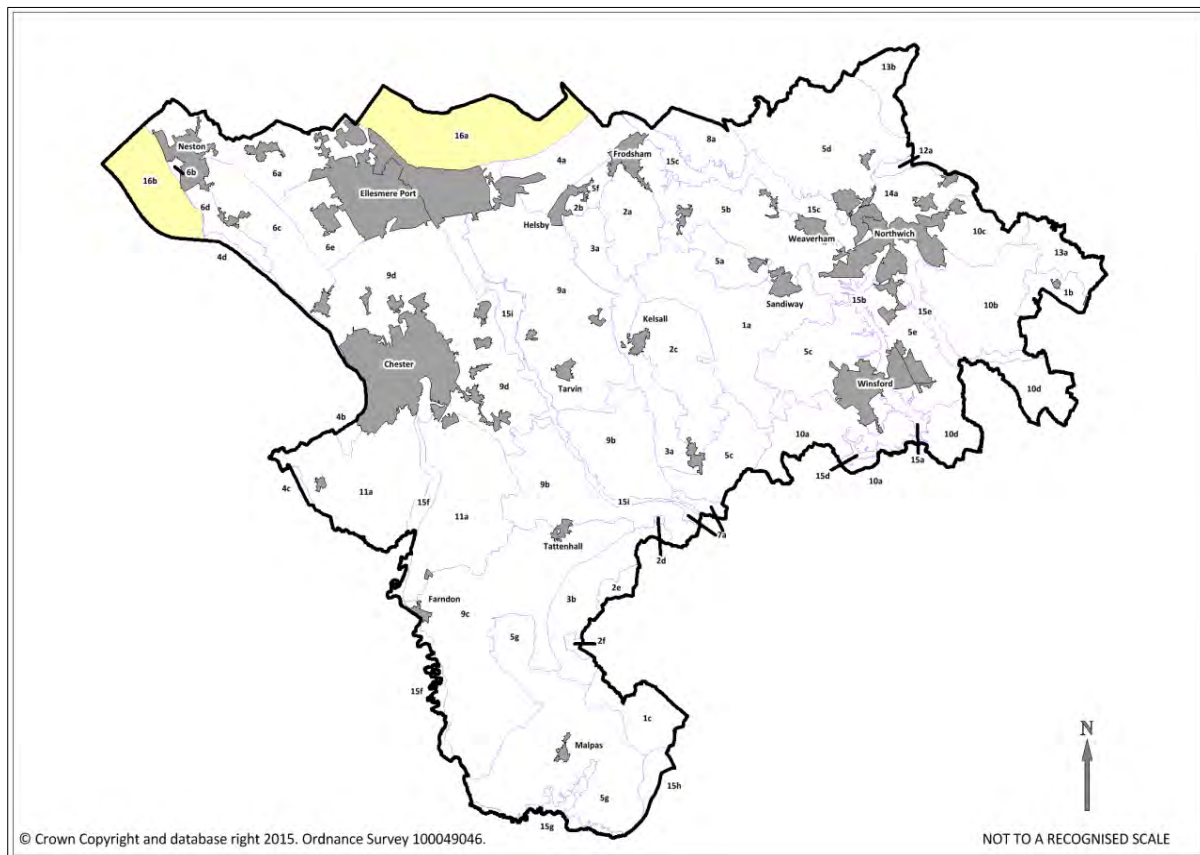 13b
16a
8a
12a
Neston
Frodsham
5d
4a
15c
6b
6a
16b
5f
14a
Ellesmere Port
2b
2a
5b
15c
6d
Helsby
Weaverham
Northwich
10c
6c
6e
3a
4d
13a
5a
9d
9a
1b
Sandiway
15b
10b
15i
15e
Kelsall
1a
5e
2c
5c
Chester
Tarvin
Winsford
9d
10d
4b
9b
10a
10d
3a
5c
15a
15d
10a
4c
11a
9b
15f
15i
11a
7a
Tattenhall
2d
2e
Farndon
3b
9c
5g
2f
15f
1c
N
Malpas
15h
5g
15g
© Crown Copyright and database right 2015. Ordnance Survey 100049046.
NOT TO A RECOGNISED SCALE